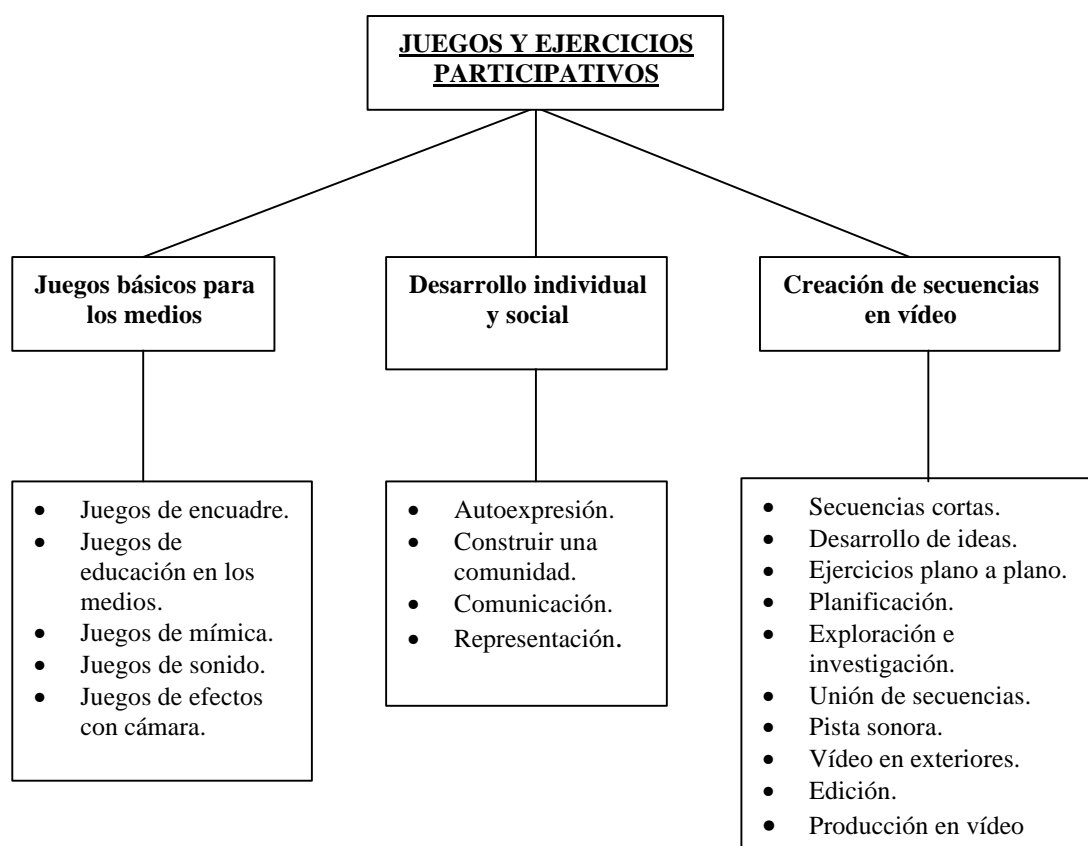 JUEGOS Y EJERCICIOS
PARTICIPATIVOS
Juegos básicos para
los medios
Desarrollo individual
y social
Creación de secuencias
en vídeo
• Juegos de encuadre.
• Juegos de
educación en los
medios.
• Juegos de mímica.
• Juegos de sonido.
• Juegos de efectos
con cámara.
• Autoexpresión.
• Construir una
comunidad.
• Comunicación.
• Representación.
• Secuencias cortas.
• Desarrollo de ideas.
• Ejercicios plano a plano.
• Planificación.
• Exploración e
investigación.
• Unión de secuencias.
• Pista sonora.
• Vídeo en exteriores.
• Edición.
• Producción en vídeo